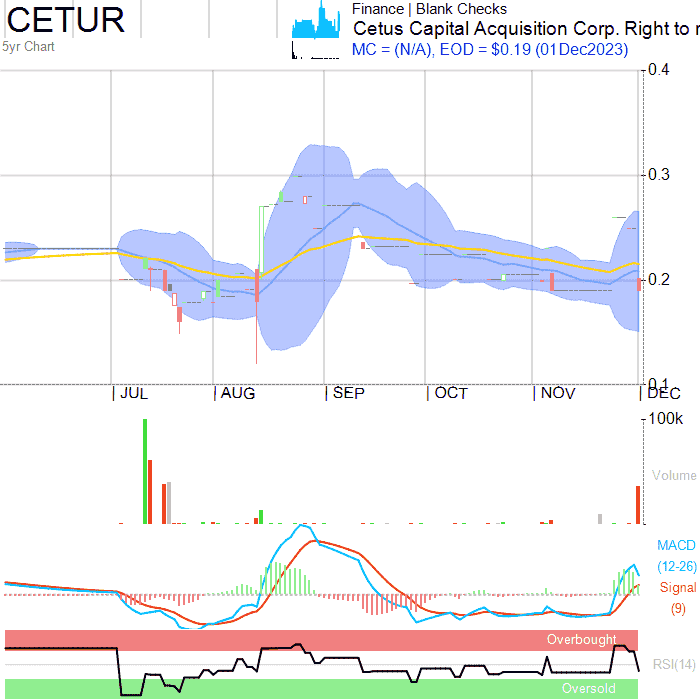 CETUR
5yr Chart
Finance | Blank Checks
Cetus Capital Acquisition Corp. Right to r
MC = (N/A), EOD = $0.19 (01Dec2023)
0.4
0.3
0.2
0.1
JUL AUG SEP OCT NOV DEC
100k
Volume
MACD
(12-26)
Signal
(9)
Overbought
RSI(14)
Oversold